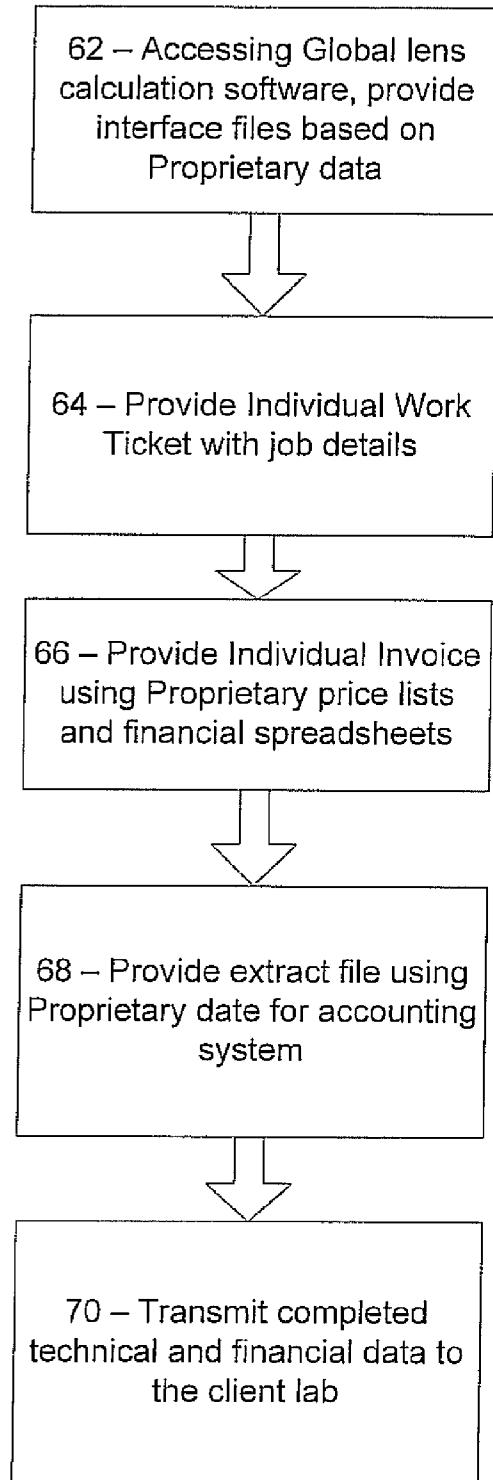 62 – Accessing Global lens
calculation software, provide
interface files based on
Proprietary data
64 – Provide Individual Work
Ticket with job details
66 – Provide Individual Invoice
using Proprietary price lists
and financial spreadsheets
68 – Provide extract file using
Proprietary date for accounting
system
70 – Transmit completed
technical and financial data to
the client lab